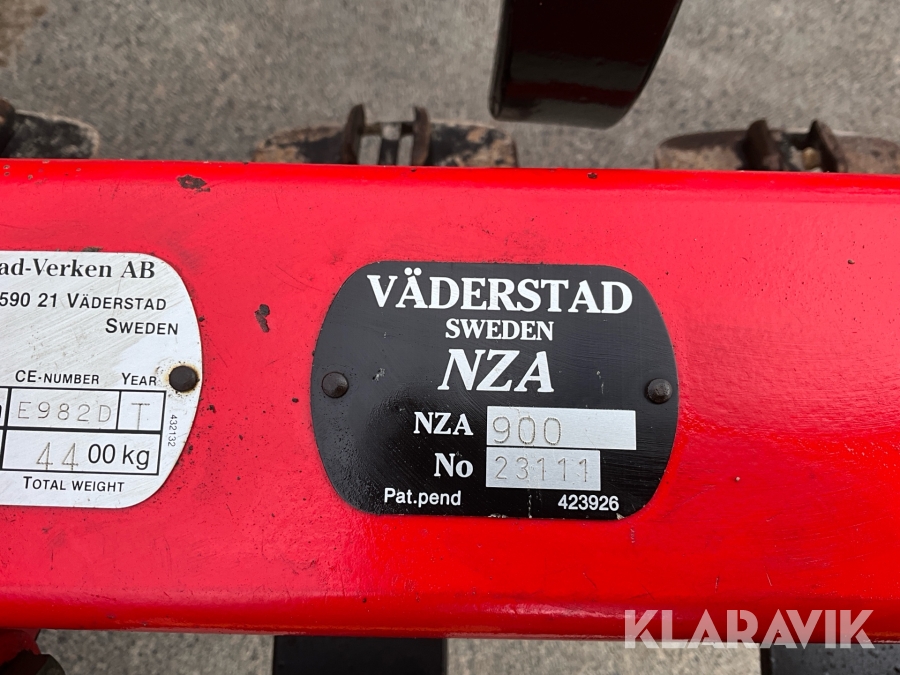 ad-Verken AB
590 21 VÄDERSTAD
SWEDEN
CE-NUMBER YEAR
E982D T
4400 kg
TOTAL WEIGHT
432132
VÄDERSTAD
SWEDEN
NZA
NZA 900
No 23111
Pat.pend 423926
KLARAVIK